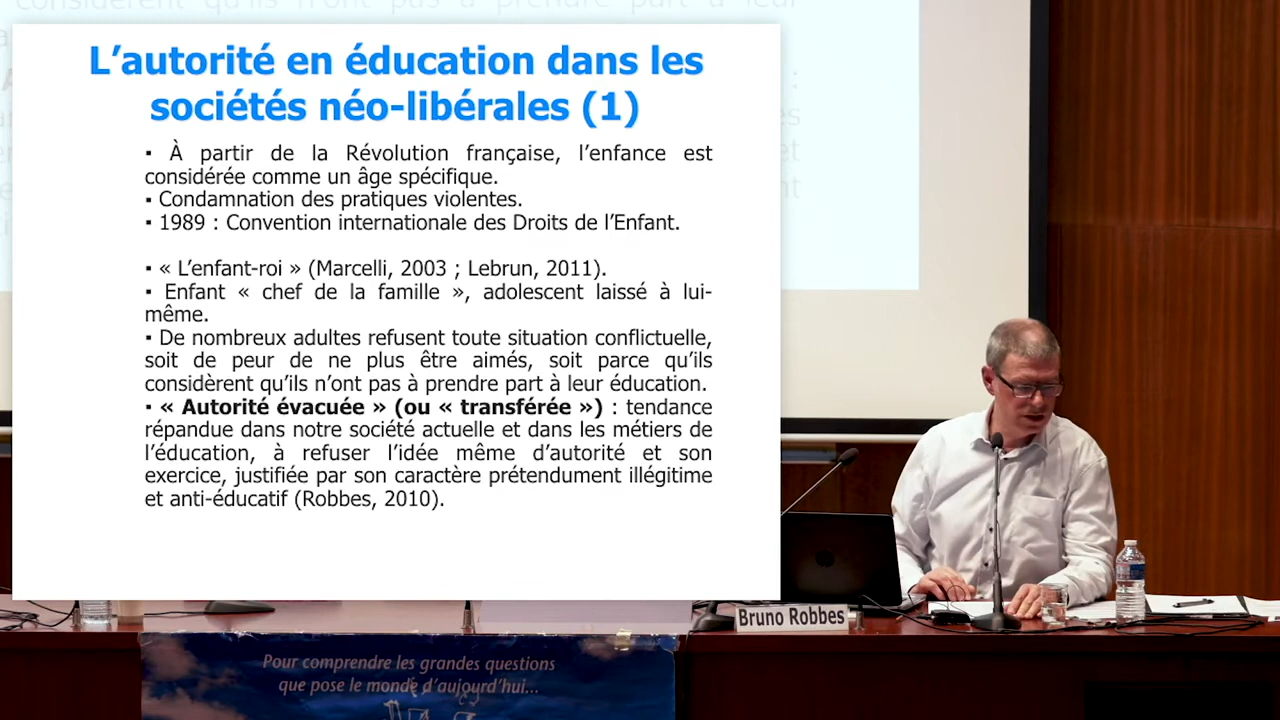 L'autorité en éducation dans les
sociétés néo-libérales (1)
▪ À partir de la Révolution française, l'enfance est
considérée comme un âge spécifique.
▪ Condamnation des pratiques violentes.
▪ 1989 : Convention internationale des Droits de l'Enfant.
▪ « L'enfant-roi » (Marcelli, 2003 ; Lebrun, 2011).
▪ Enfant « chef de la famille », adolescent laissé à lui-
même.
▪ De nombreux adultes refusent toute situation conflictuelle,
soit de peur de ne plus être aimés, soit parce qu'ils
considèrent qu'ils n'ont pas à prendre part à leur éducation.
▪ « Autorité évacuée » (ou « transférée ») : tendance
répandue dans notre société actuelle et dans les métiers de
l'éducation, à refuser l'idée même d'autorité et son
exercice, justifiée par son caractère prétendument illégitime
et anti-éducatif (Robbes, 2010).
Bruno Robbes
Pour comprendre les grandes questions
que pose le monde d'aujourd'hui...